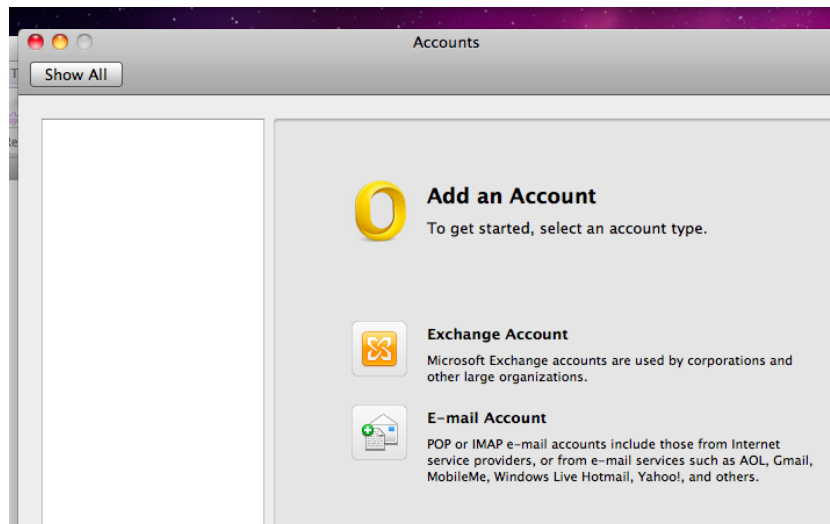 Accounts
Show All
Add an Account
To get started, select an account type.
Exchange Account
Microsoft Exchange accounts are used by corporations and
other large organizations.
E-mail Account
POP or IMAP e-mail accounts include those from Internet
service providers, or from e-mail services such as AOL, Gmail,
MobileMe, Windows Live Hotmail, Yahoo!, and others.